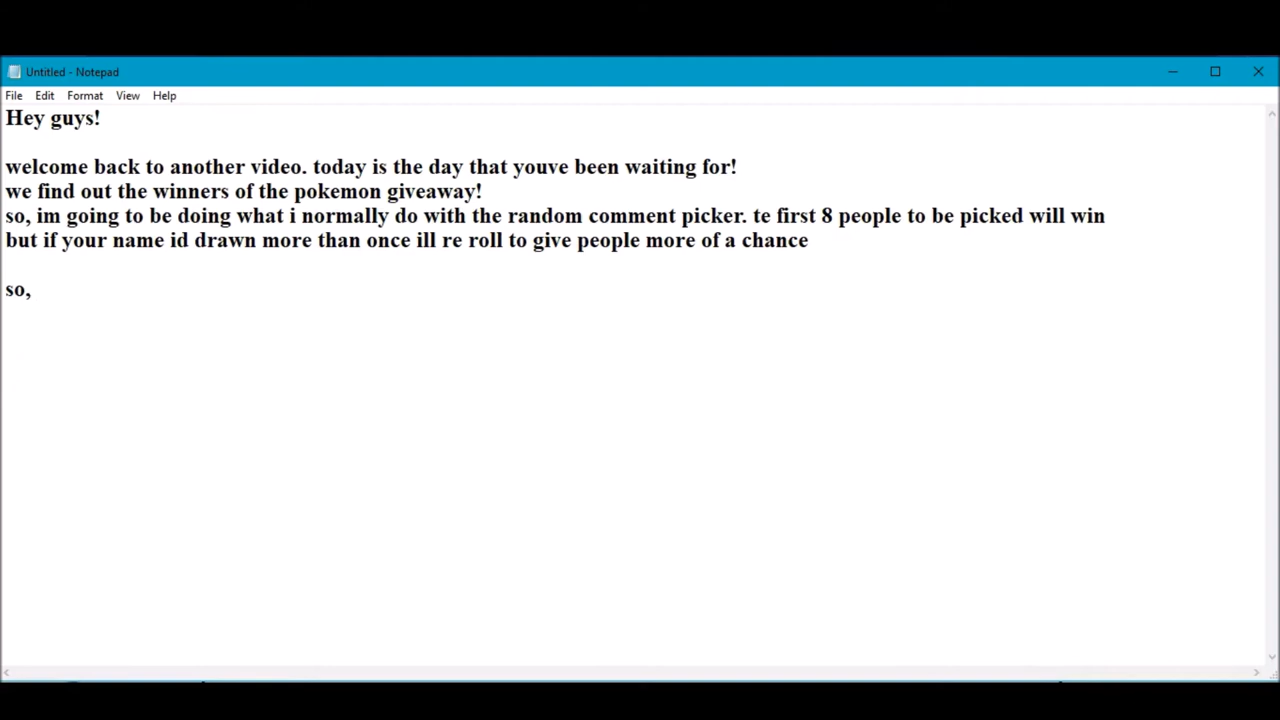 Untitled - Notepad
File Edit Format View Help
Hey guys!
welcome back to another video. today is the day that youve been waiting for!
we find out the winners of the pokemon giveaway!
so, im going to be doing what i normally do with the random comment picker. te first 8 people to be picked will win
but if your name id drawn more than once ill re roll to give people more of a chance
so,